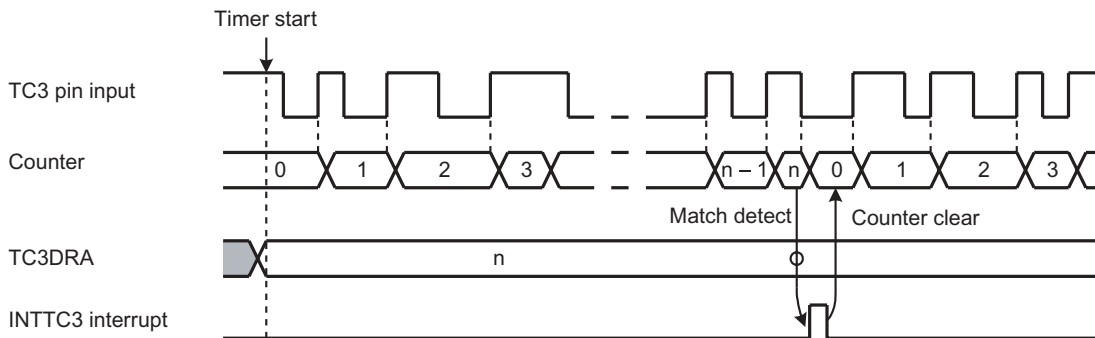 Timer start
TC3 pin input
Counter 0 1 2 3 n – 1 n 0 1 2 3
Match detect Counter clear
TC3DRA n
INTTC3 interrupt